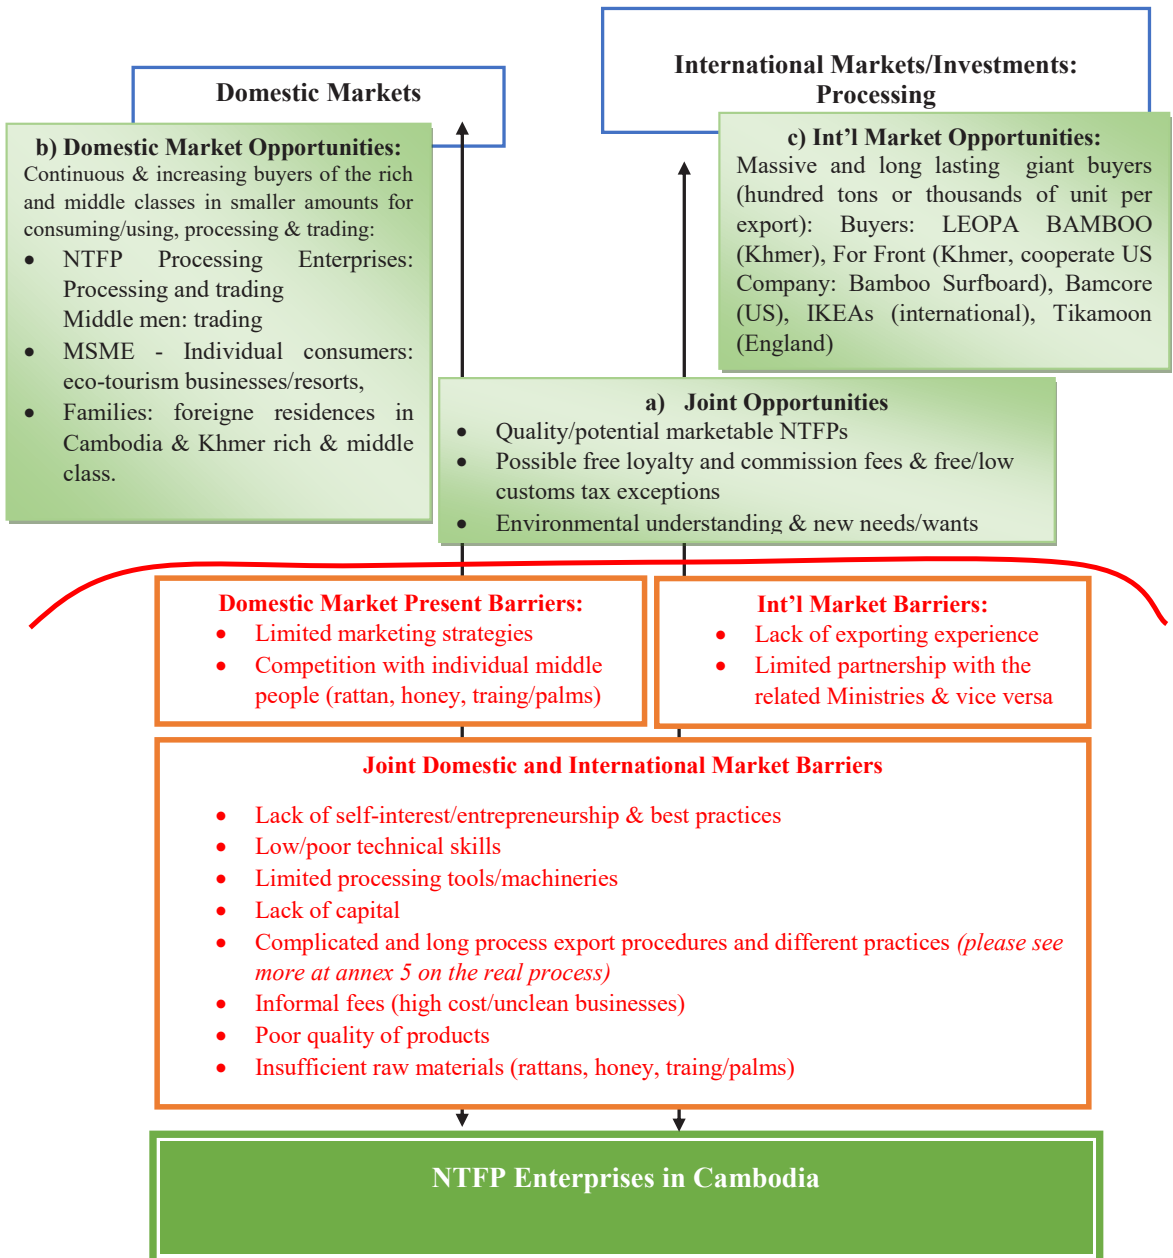 Domestic Markets
International Markets/Investments:
Processing
b) Domestic Market Opportunities:
Continuous & increasing buyers of the rich
and middle classes in smaller amounts for
consuming/using, processing & trading:
• NTFP Processing Enterprises:
Processing and trading
Middle men: trading
• MSME - Individual consumers:
eco-tourism businesses/resorts,
• Families: foreigne residences in
Cambodia & Khmer rich & middle
class.
c) Int’l Market Opportunities:
Massive and long lasting giant buyers
(hundred tons or thousands of unit per
export): Buyers: LEOPA BAMBOO
(Khmer), For Front (Khmer, cooperate US
Company: Bamboo Surfboard), Bamcore
(US), IKEAs (international), Tikamoon
(England)
a) Joint Opportunities
• Quality/potential marketable NTFPs
• Possible free loyalty and commission fees & free/low
customs tax exceptions
• Environmental understanding & new needs/wants
Domestic Market Present Barriers:
• Limited marketing strategies
• Competition with individual middle
people (rattan, honey, traing/palms)
Int’l Market Barriers:
• Lack of exporting experience
• Limited partnership with the
related Ministries & vice versa
Joint Domestic and International Market Barriers
• Lack of self-interest/entrepreneurship & best practices
• Low/poor technical skills
• Limited processing tools/machineries
• Lack of capital
• Complicated and long process export procedures and different practices (please see
more at annex 5 on the real process)
• Informal fees (high cost/unclean businesses)
• Poor quality of products
• Insufficient raw materials (rattans, honey, traing/palms)
NTFP Enterprises in Cambodia